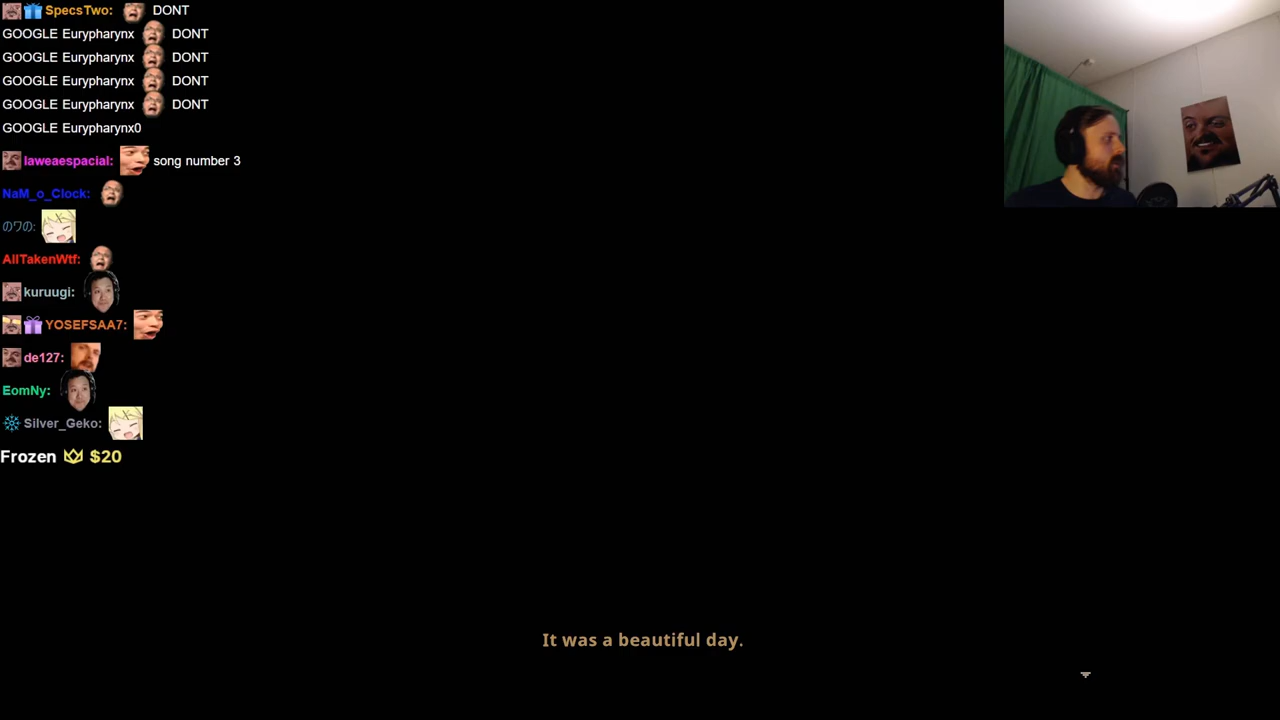 SpecsTwo: DONT
GOOGLE Eurypharynx DONT
GOOGLE Eurypharynx DONT
GOOGLE Eurypharynx DONT
GOOGLE Eurypharynx DONT
GOOGLE Eurypharynx0
laweaespacial: song number 3
NaM_o_Clock:
のワの:
AllTakenWtf:
kuruugi:
YOSEFSAA7:
de127:
EomNy:
Silver_Geko:
Frozen $20
It was a beautiful day.